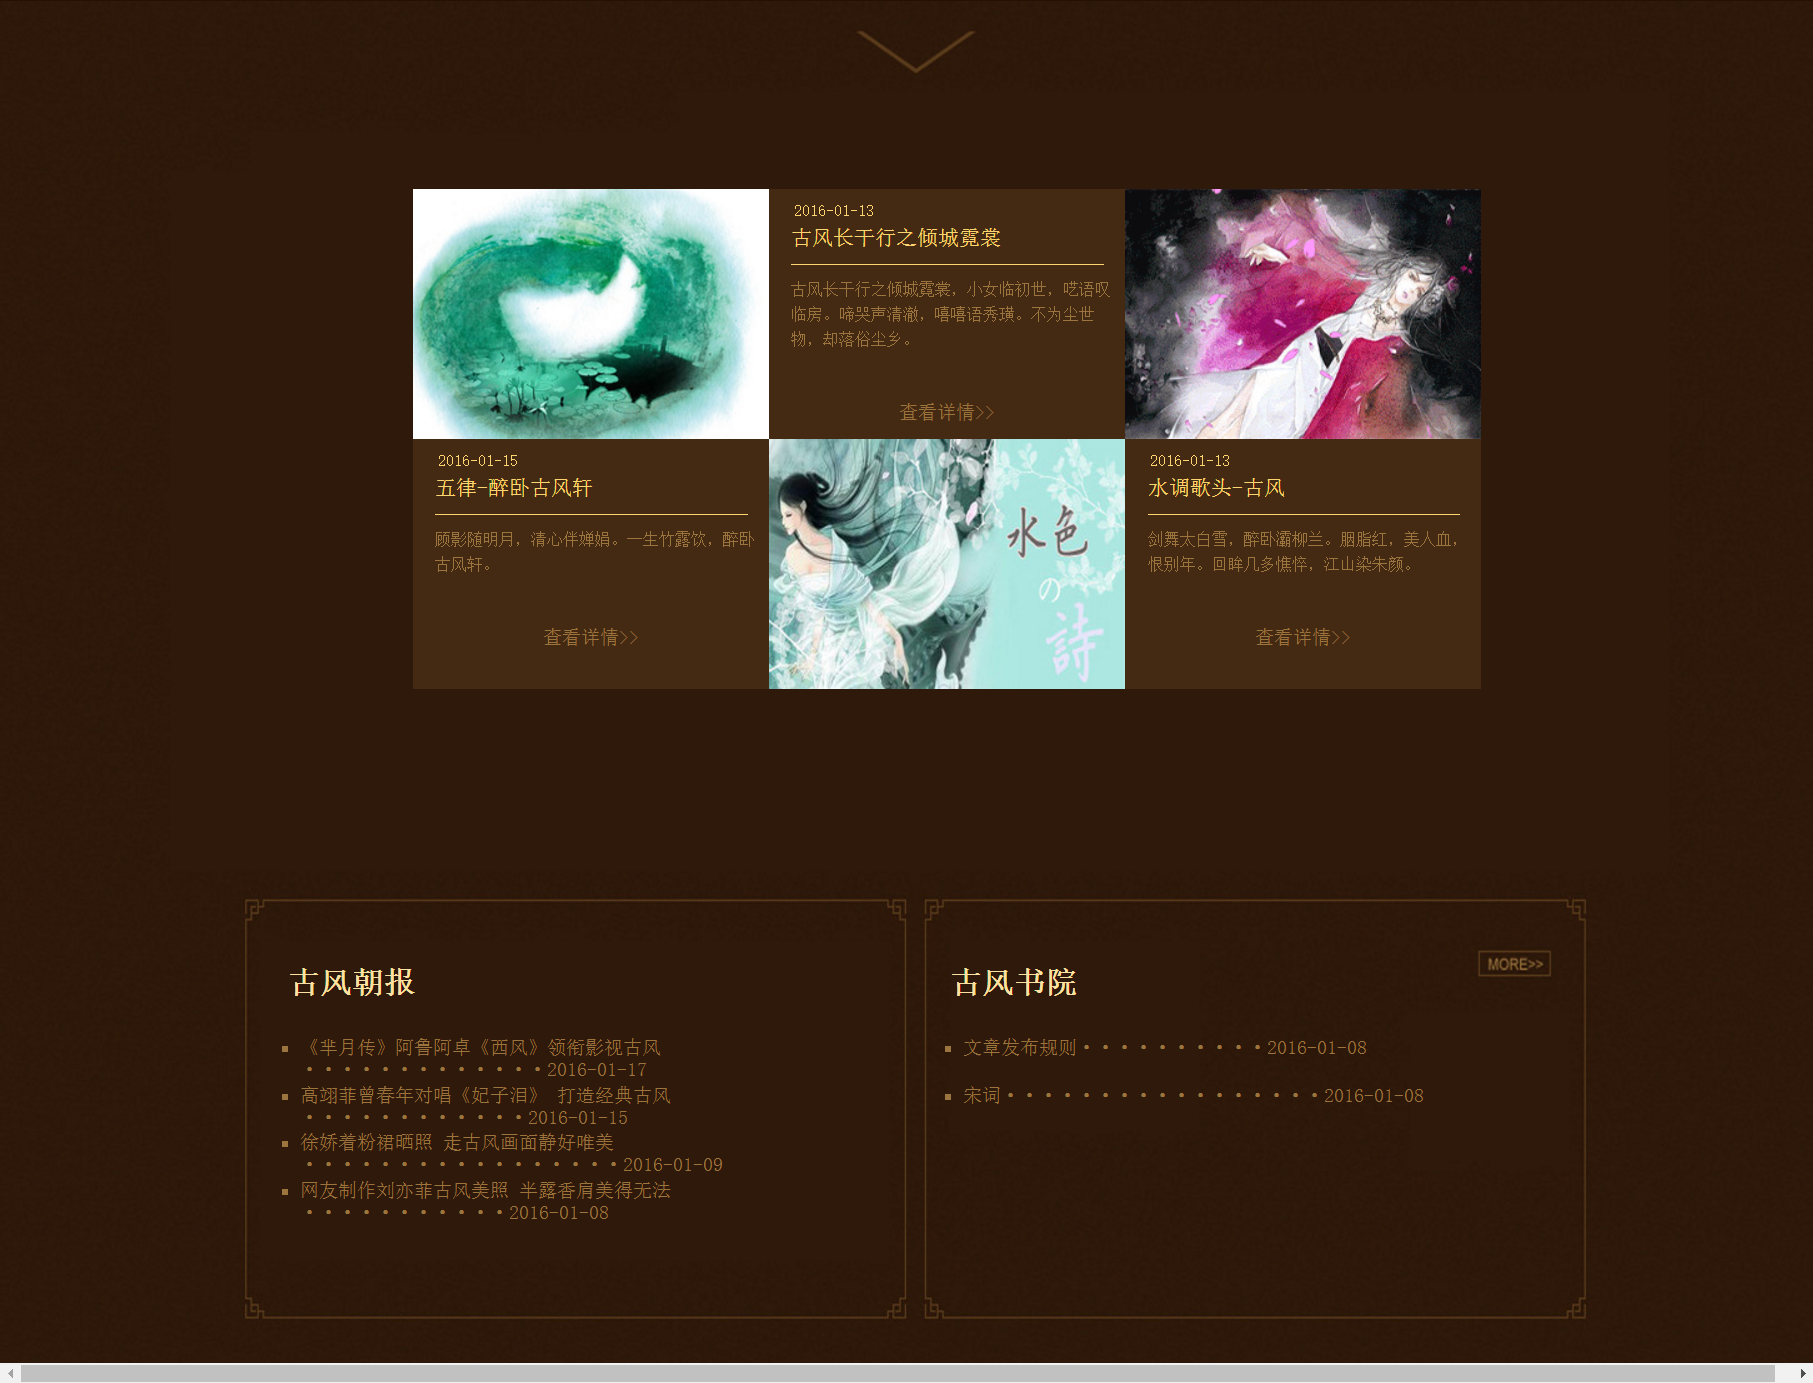 2016-01-13
古风长干行之倾城霓裳
古风长干行之倾城霓裳，小女临初世，呓语叹
临房。啼哭声清澈，嘻嘻语秀璜。不为尘世
物，却落俗尘乡。
查看详情>>
2016-01-15
五律-醉卧古风轩
顾影随明月，清心伴婵娟。一生竹露饮，醉卧
古风轩。
查看详情>>
水色
の
詩
2016-01-13
水调歌头-古风
剑舞太白雪，醉卧灞柳兰。胭脂红，美人血，
恨别年。回眸几多憔悴，江山染朱颜。
查看详情>>
古风朝报
《芈月传》阿鲁阿卓《西风》领衔影视古风
·············2016-01-17
高翊菲曾春年对唱《妃子泪》 打造经典古风
············2016-01-15
徐娇着粉裙晒照 走古风画面静好唯美
·················2016-01-09
网友制作刘亦菲古风美照 半露香肩美得无法
···········2016-01-08
古风书院
MORE>>
文章发布规则··········2016-01-08
宋词·················2016-01-08